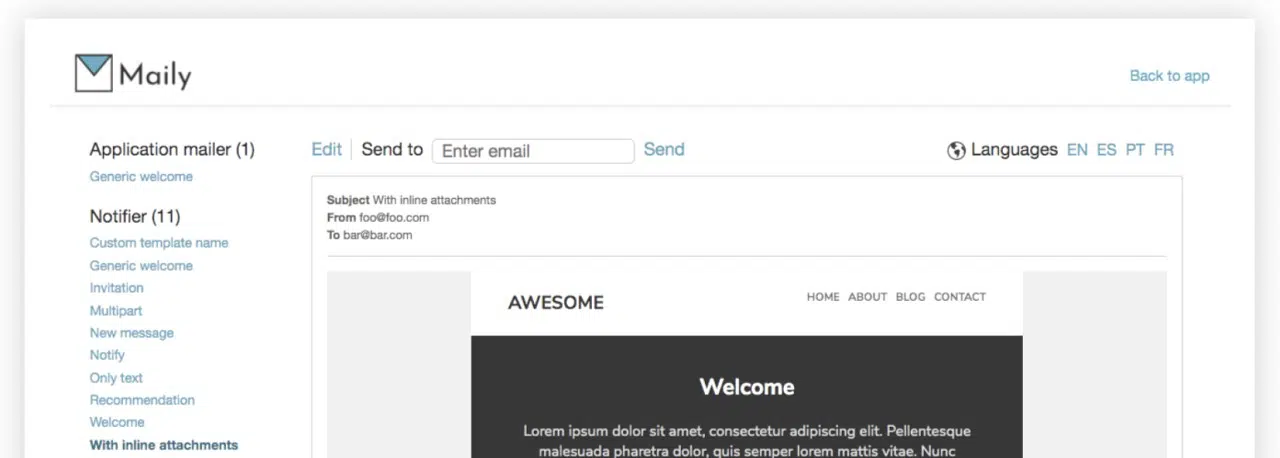 Maily
Back to app
Application mailer (1)
Generic welcome
Notifier (11)
Custom template name
Generic welcome
Invitation
Multipart
New message
Notify
Only text
Recommendation
Welcome
With inline attachments
Edit Send to Enter email Send
Languages EN ES PT FR
Subject With inline attachments
From foo@foo.com
To bar@bar.com
AWESOME
HOME ABOUT BLOG CONTACT
Welcome
Lorem ipsum dolor sit amet, consectetur adipiscing elit. Pellentesque
malesuada pharetra dolor, quis semper lorem mattis vitae. Nunc